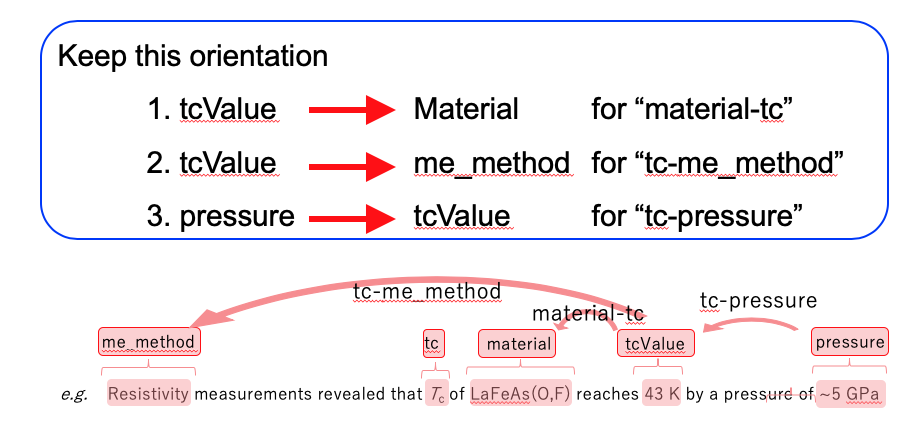 Keep this orientation
1. tcValue Material for “material-tc”
2. tcValue me_method for “tc-me_method”
3. pressure tcValue for “tc-pressure”
tc-me_method
material-tc
tc-pressure
me_method tc material tcValue pressure
e.g. Resistivity measurements revealed that Tc of LaFeAs(O,F) reaches 43 K by a pressure of ~5 GPa